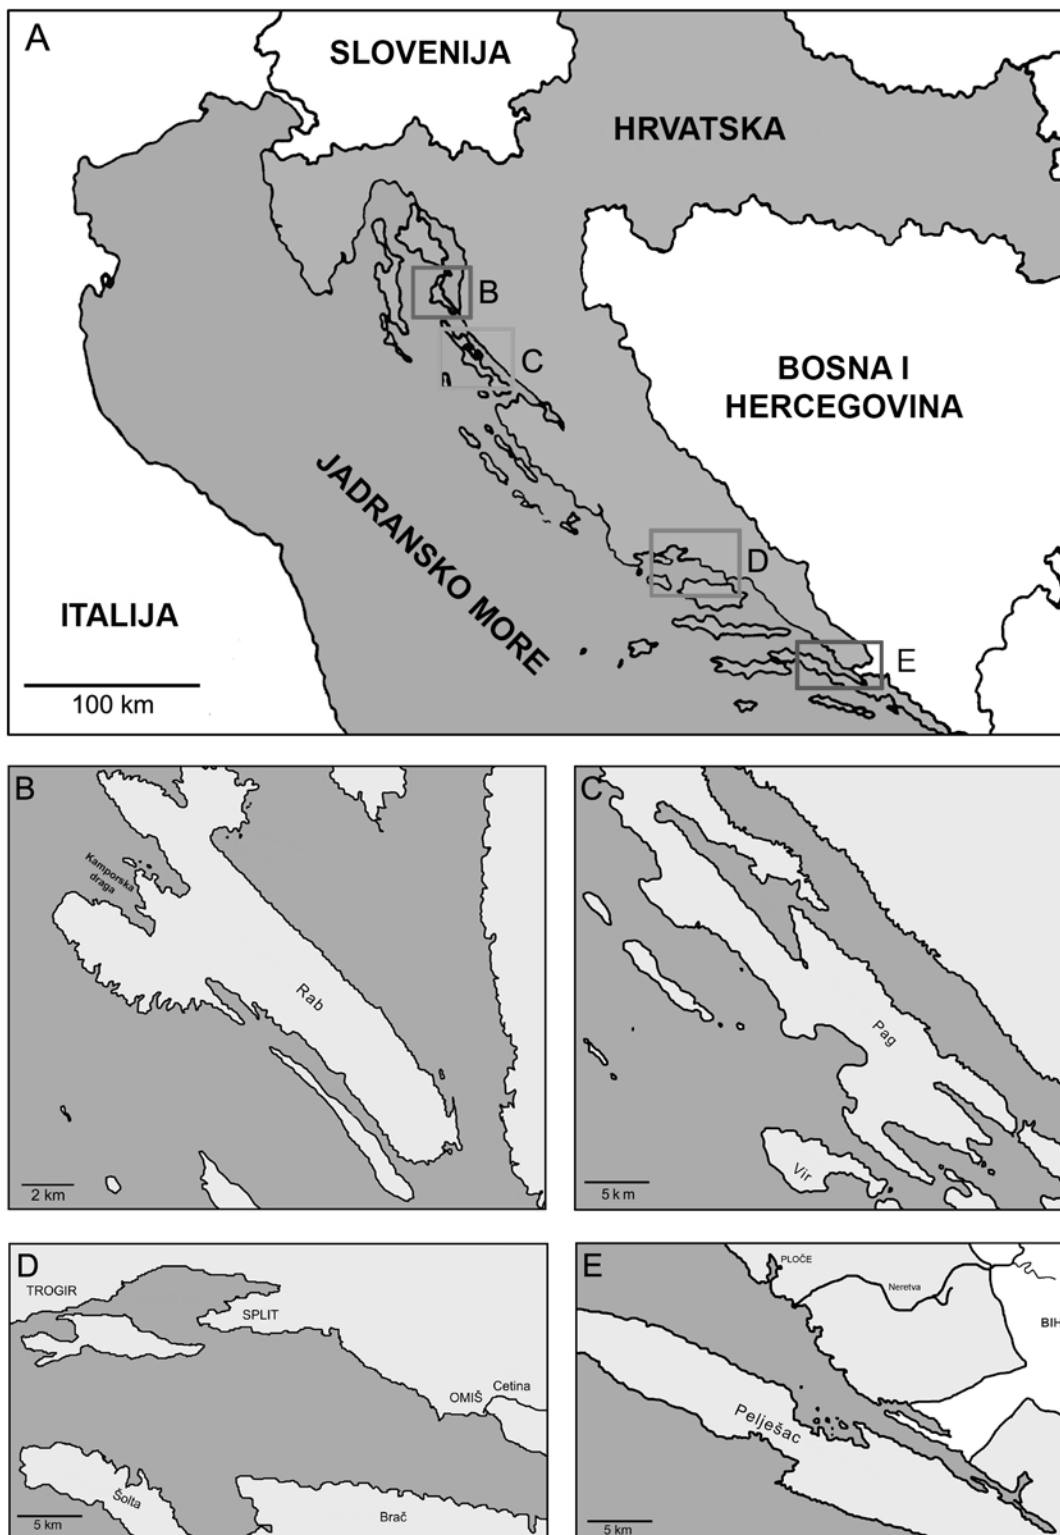 A
SLOVENIJA
HRVATSKA
B
C
BOSNA I
HERCEGOVINA
JADRANSKO MORE
D
ITALIJA
E
100 km
B
Kamporska
draga
Rab
2 km
C
Pag
Vir
5 km
D
TROGIR
SPLIT
Cetina
OMIŠ
Šolta
Brač
5 km
E
PLOČE
Neretva
BIH
Pelješac
5 km